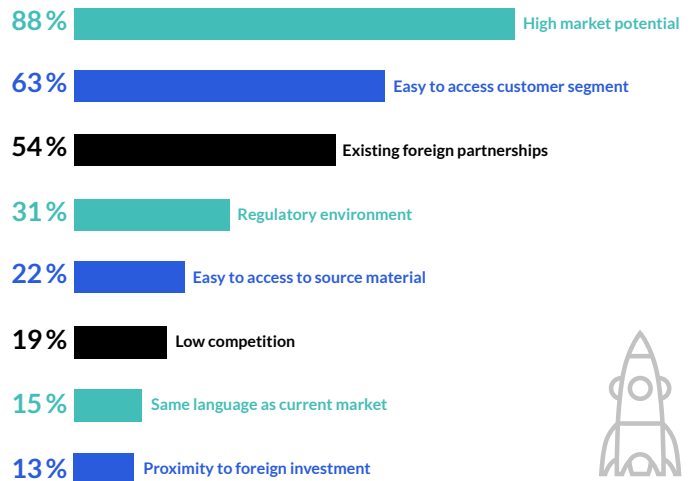 88 % High market potential
63 % Easy to access customer segment
54 % Existing foreign partnerships
31 % Regulatory environment
22 % Easy to access to source material
19 % Low competition
15 % Same language as current market
13 % Proximity to foreign investment